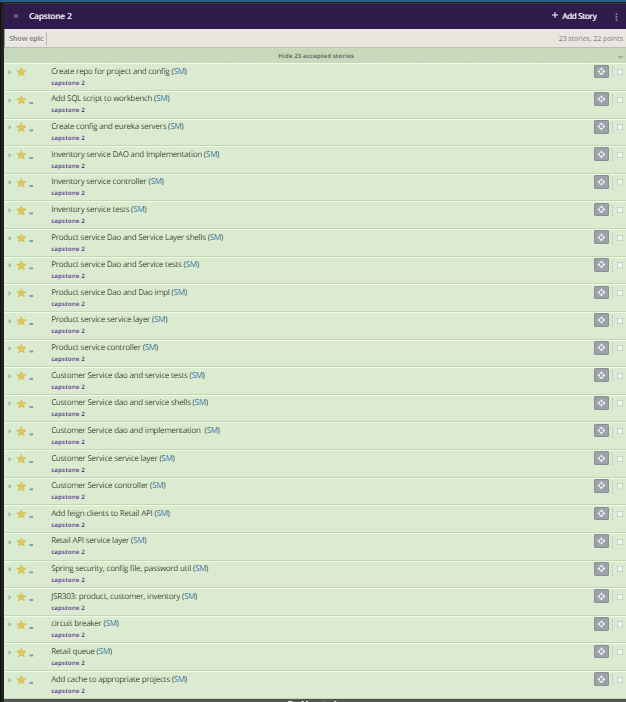 × Capstone 2 + Add Story
Show epic 23 stories, 22 points
Hide 23 accepted stories
Create repo for project and config (SM)
capstone 2
Add SQL script to workbench (SM)
capstone 2
Create config and eureka servers (SM)
capstone 2
Inventory service DAO and Implementation (SM)
capstone 2
Inventory service controller (SM)
capstone 2
Inventory service tests (SM)
capstone 2
Product service Dao and Service Layer shells (SM)
capstone 2
Product service Dao and Service tests (SM)
capstone 2
Product service Dao and Dao impl (SM)
capstone 2
Product service service layer (SM)
capstone 2
Product service controller (SM)
capstone 2
Customer Service dao and service tests (SM)
capstone 2
Customer Service dao and service shells (SM)
capstone 2
Customer Service dao and implementation (SM)
capstone 2
Customer Service service layer (SM)
capstone 2
Customer Service controller (SM)
capstone 2
Add feign clients to Retail API (SM)
capstone 2
Retail API service layer (SM)
capstone 2
Spring security, config file, password util (SM)
capstone 2
JSR303: product, customer, inventory (SM)
capstone 2
circuit breaker (SM)
capstone 2
Retail queue (SM)
capstone 2
Add cache to appropriate projects (SM)
capstone 2